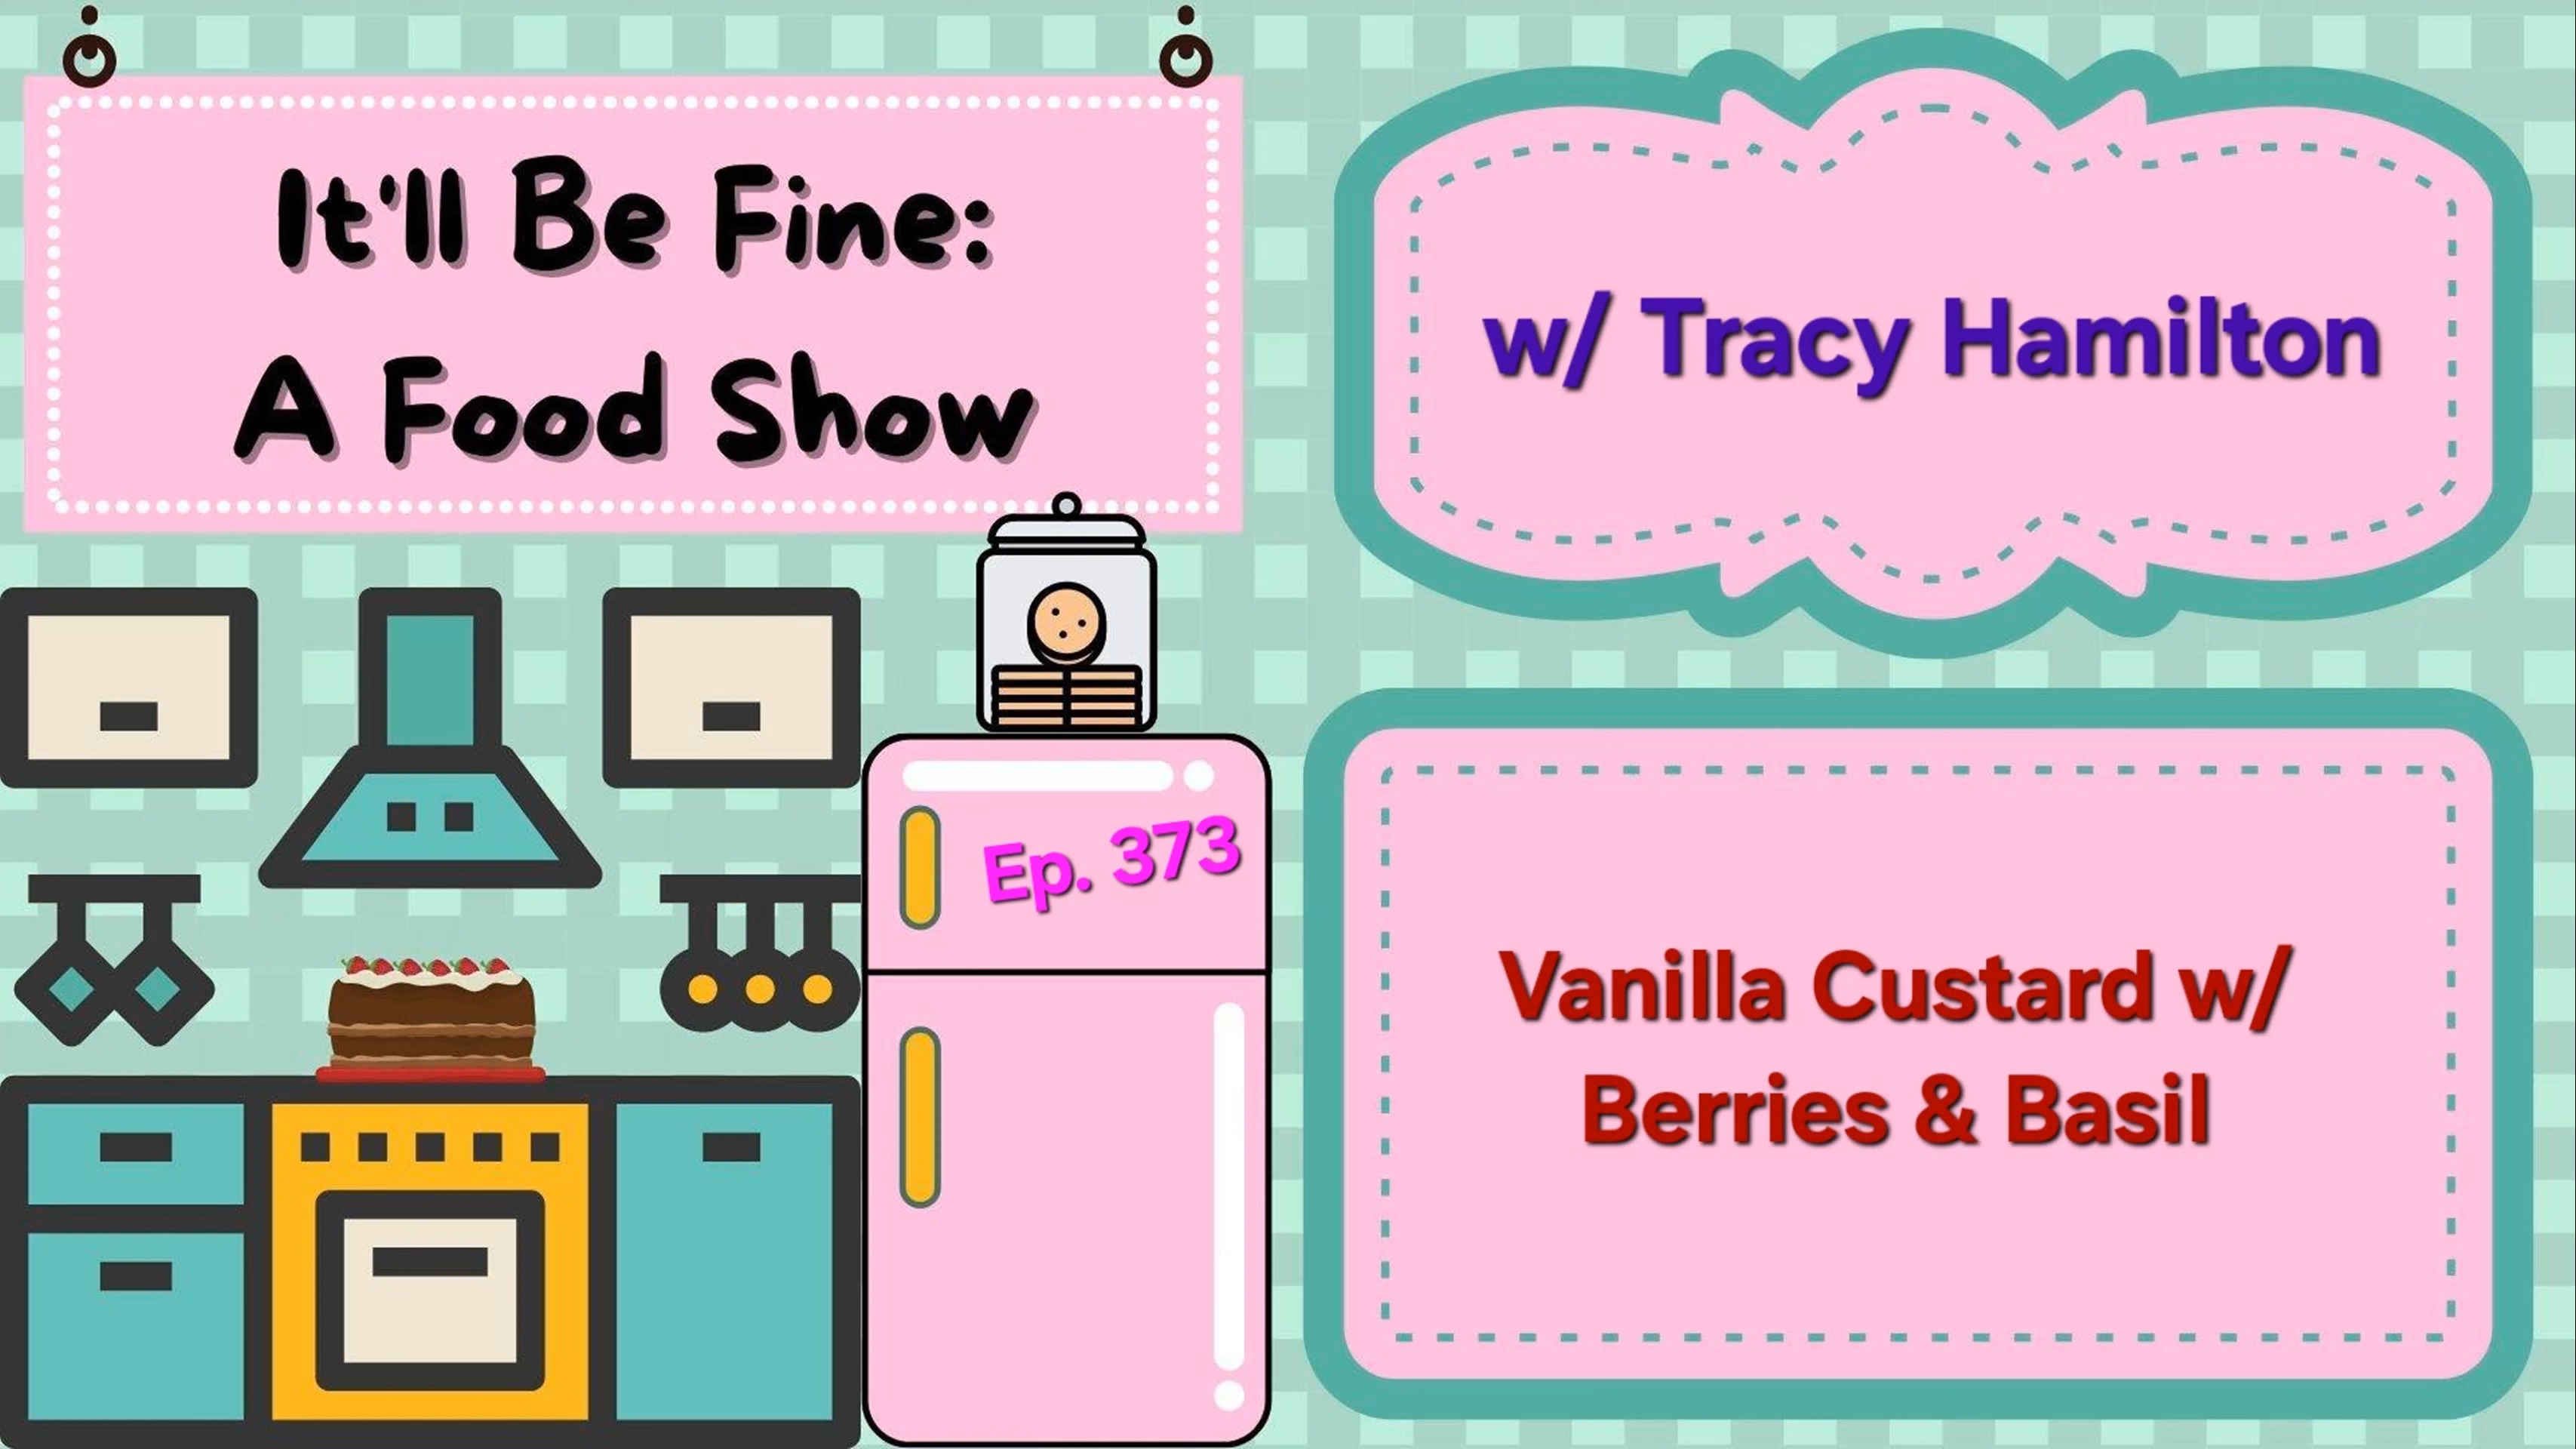 It'll Be Fine:
A Food Show
w/ Tracy Hamilton
Ep. 373
Vanilla Custard w/
Berries & Basil